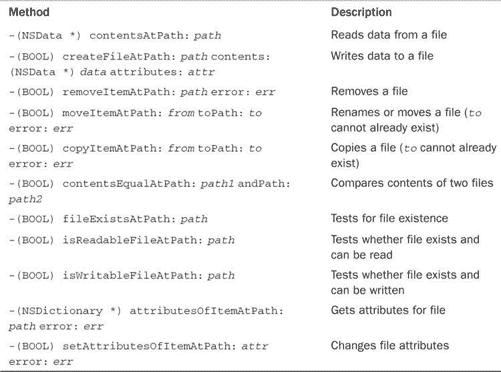 Method Description
-(NSData *) contentsAtPath: path Reads data from a file
-(BOOL) createFileAtPath: path contents: Writes data to a file
(NSData *) data attributes: attr
-(BOOL) removeItemAtPath: path error: err Removes a file
-(BOOL) moveItemAtPath: from toPath: to Renames or moves a file (to
error: err cannot already exist)
-(BOOL) copyItemAtPath: from toPath: to Copies a file (to cannot already
error: err exist)
-(BOOL) contentsEqualAtPath: path1 andPath: Compares contents of two files
path2
-(BOOL) fileExistsAtPath: path Tests for file existence
-(BOOL) isReadableFileAtPath: path Tests whether file exists and
can be read
-(BOOL) isWritableFileAtPath: path Tests whether file exists and
can be written
-(NSDictionary *) attributesOfItemAtPath: Gets attributes for file
path error: err
-(BOOL) setAttributesOfItemAtPath: attr Changes file attributes
error: err